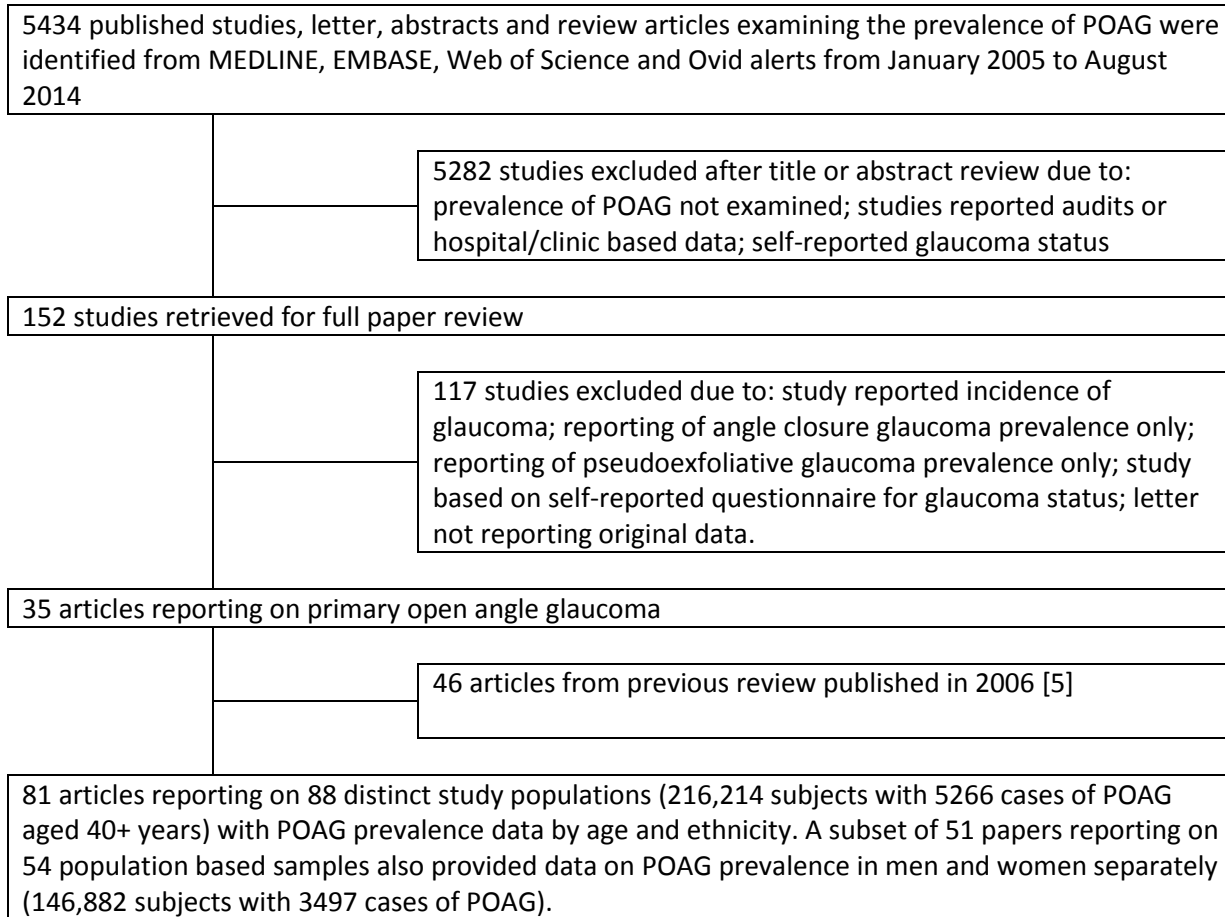 5434 published studies, letter, abstracts and review articles examining the prevalence of POAG were
identified from MEDLINE, EMBASE, Web of Science and Ovid alerts from January 2005 to August
2014
5282 studies excluded after title or abstract review due to:
prevalence of POAG not examined; studies reported audits or
hospital/clinic based data; self-reported glaucoma status
152 studies retrieved for full paper review
117 studies excluded due to: study reported incidence of
glaucoma; reporting of angle closure glaucoma prevalence only;
reporting of pseudoexfoliative glaucoma prevalence only; study
based on self-reported questionnaire for glaucoma status; letter
not reporting original data.
35 articles reporting on primary open angle glaucoma
46 articles from previous review published in 2006 [5]
81 articles reporting on 88 distinct study populations (216,214 subjects with 5266 cases of POAG
aged 40+ years) with POAG prevalence data by age and ethnicity. A subset of 51 papers reporting on
54 population based samples also provided data on POAG prevalence in men and women separately
(146,882 subjects with 3497 cases of POAG).